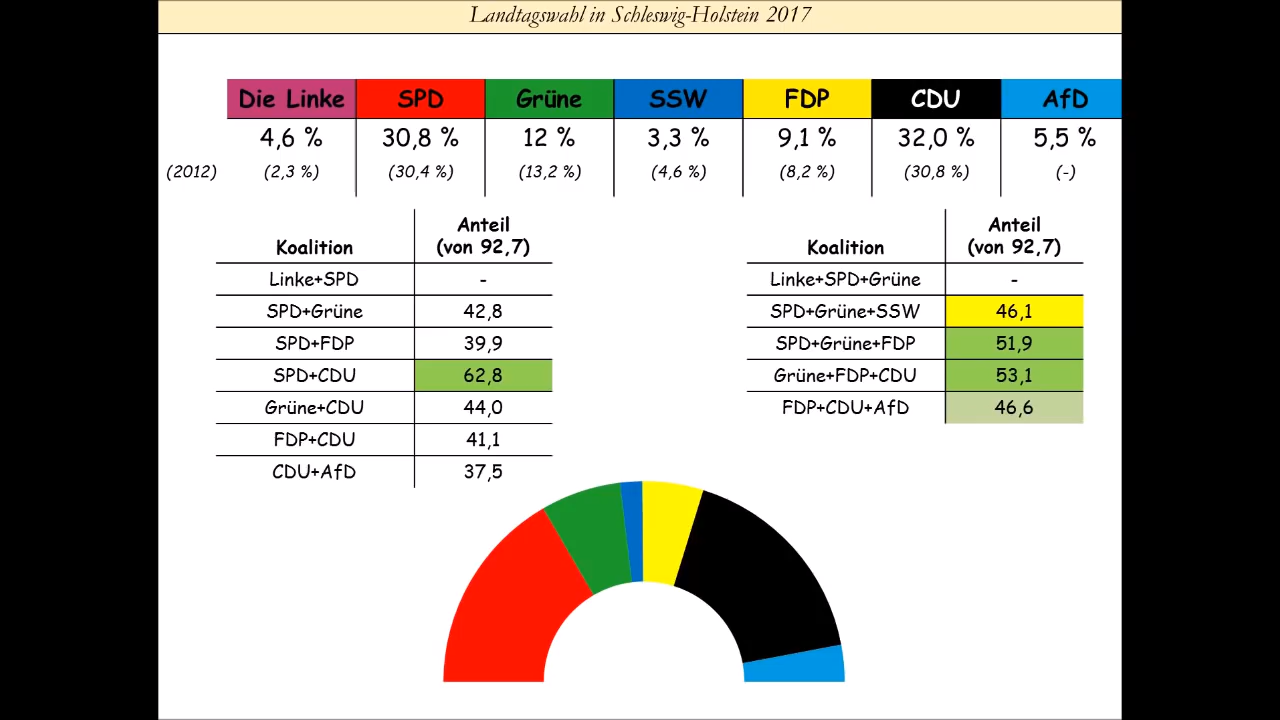 Landtagswahl in Schleswig-Holstein 2017
Die Linke SPD Grüne SSW FDP CDU AfD
4,6 % 30,8 % 12 % 3,3 % 9,1 % 32,0 % 5,5 %
(2012) (2,3 %) (30,4 %) (13,2 %) (4,6 %) (8,2 %) (30,8 %) (-)
Koalition Anteil (von 92,7)
Linke+SPD -
SPD+Grüne 42,8
SPD+FDP 39,9
SPD+CDU 62,8
Grüne+CDU 44,0
FDP+CDU 41,1
CDU+AfD 37,5
Koalition Anteil (von 92,7)
Linke+SPD+Grüne -
SPD+Grüne+SSW 46,1
SPD+Grüne+FDP 51,9
Grüne+FDP+CDU 53,1
FDP+CDU+AfD 46,6